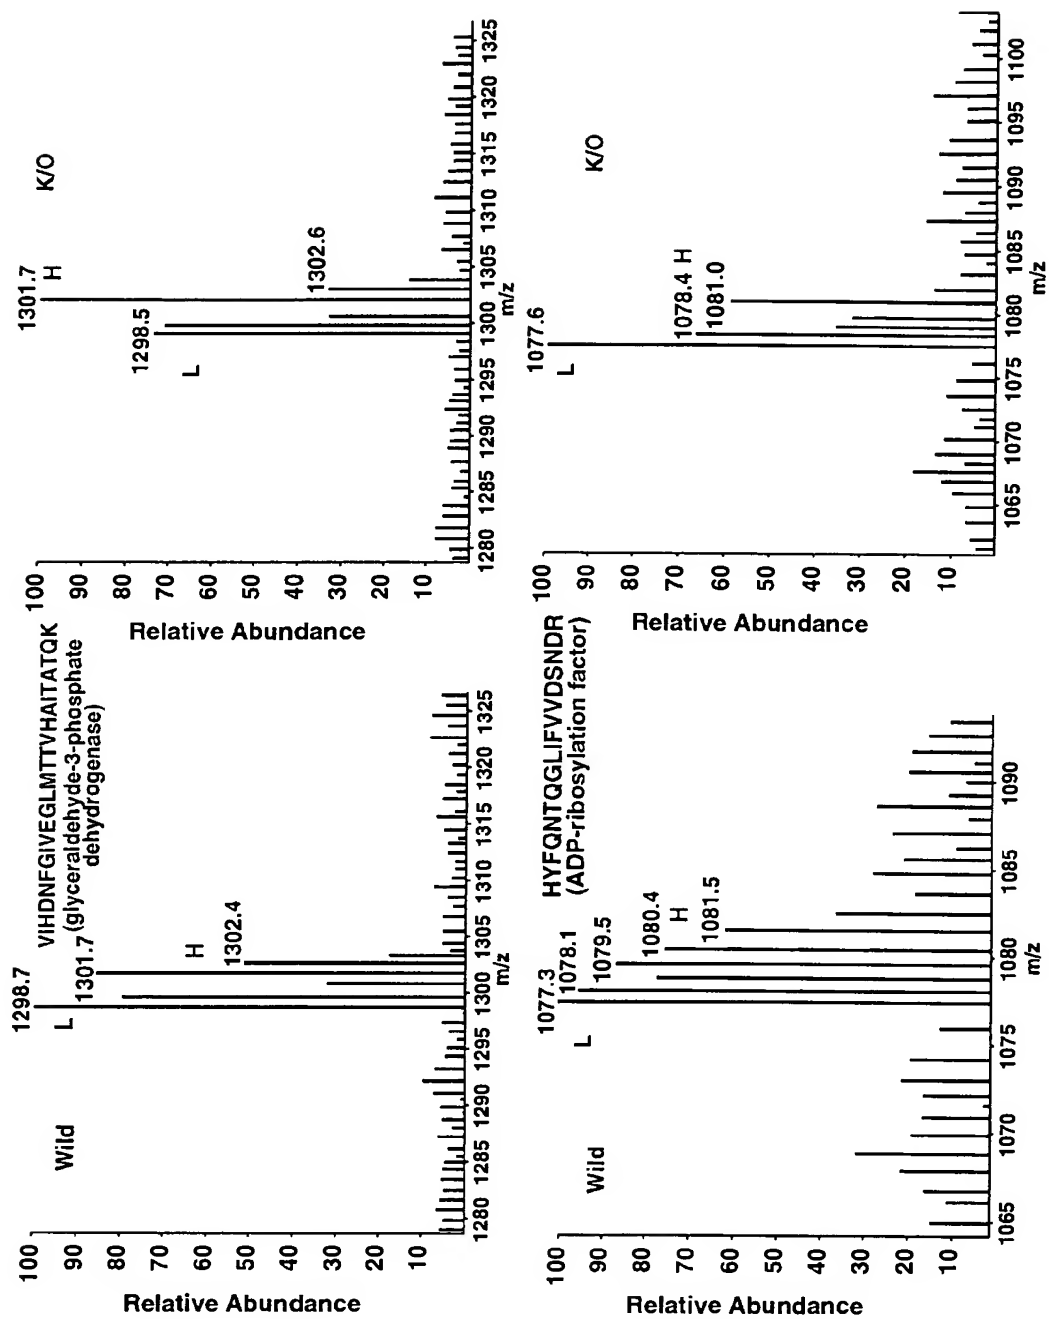 Wild
VIHDNFGIVEGLMTTVHAITATQK
(glyceraldehyde-3-phosphate
dehydrogenase)
1298.7
L
1301.7
H
1302.4
Relative Abundance
100
90
80
70
60
50
40
30
20
10
1280 1285 1290 1295 1300 1305 1310 1315 1320 1325
m/z
K/O
1301.7
H
1298.5
L
1302.6
Relative Abundance
100
90
80
70
60
50
40
30
20
10
1280 1285 1290 1295 1300 1305 1310 1315 1320 1325
m/z
Wild
HYFQNTQGLIFVVDSNDR
(ADP-ribosylation factor)
1077.3
L
1078.1
1079.5
1080.4
H
1081.5
Relative Abundance
100
90
80
70
60
50
40
30
20
10
1065 1070 1075 1080 1085 1090
m/z
K/O
1077.6
L
1078.4 H
1081.0
Relative Abundance
100
90
80
70
60
50
40
30
20
10
1065 1070 1075 1080 1085 1090 1095 1100
m/z